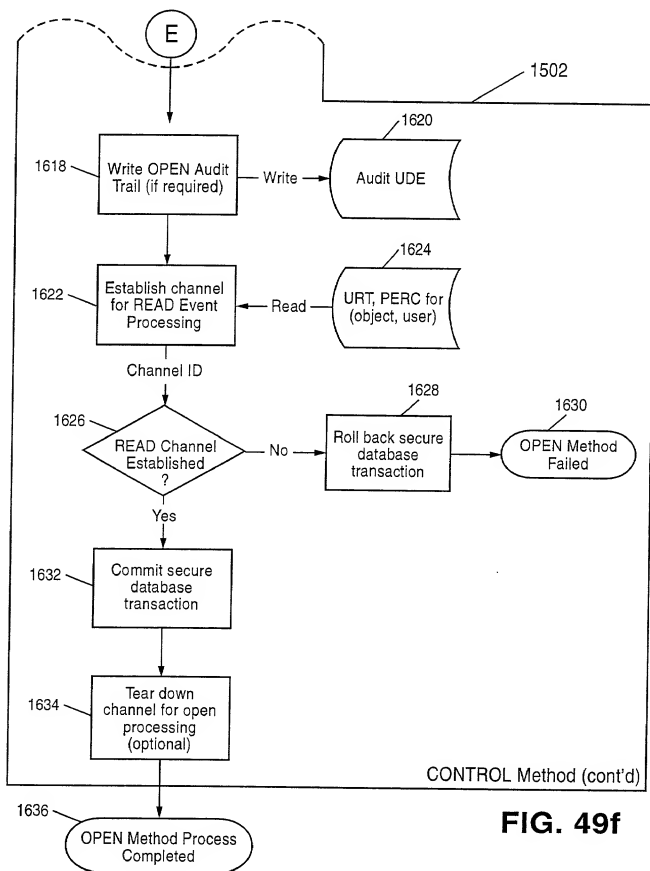 E
1502
1618
Write OPEN Audit
Trail (if required)
Write
1620
Audit UDE
1622
Establish channel
for READ Event
Processing
Read
1624
URT, PERC for
(object, user)
Channel ID
1626
READ Channel
Established
?
No
1628
Roll back secure
database
transaction
1630
OPEN Method
Failed
Yes
1632
Commit secure
database
transaction
1634
Tear down
channel for open
processing
(optional)
CONTROL Method (cont'd)
1636
OPEN Method Process
Completed
FIG. 49f